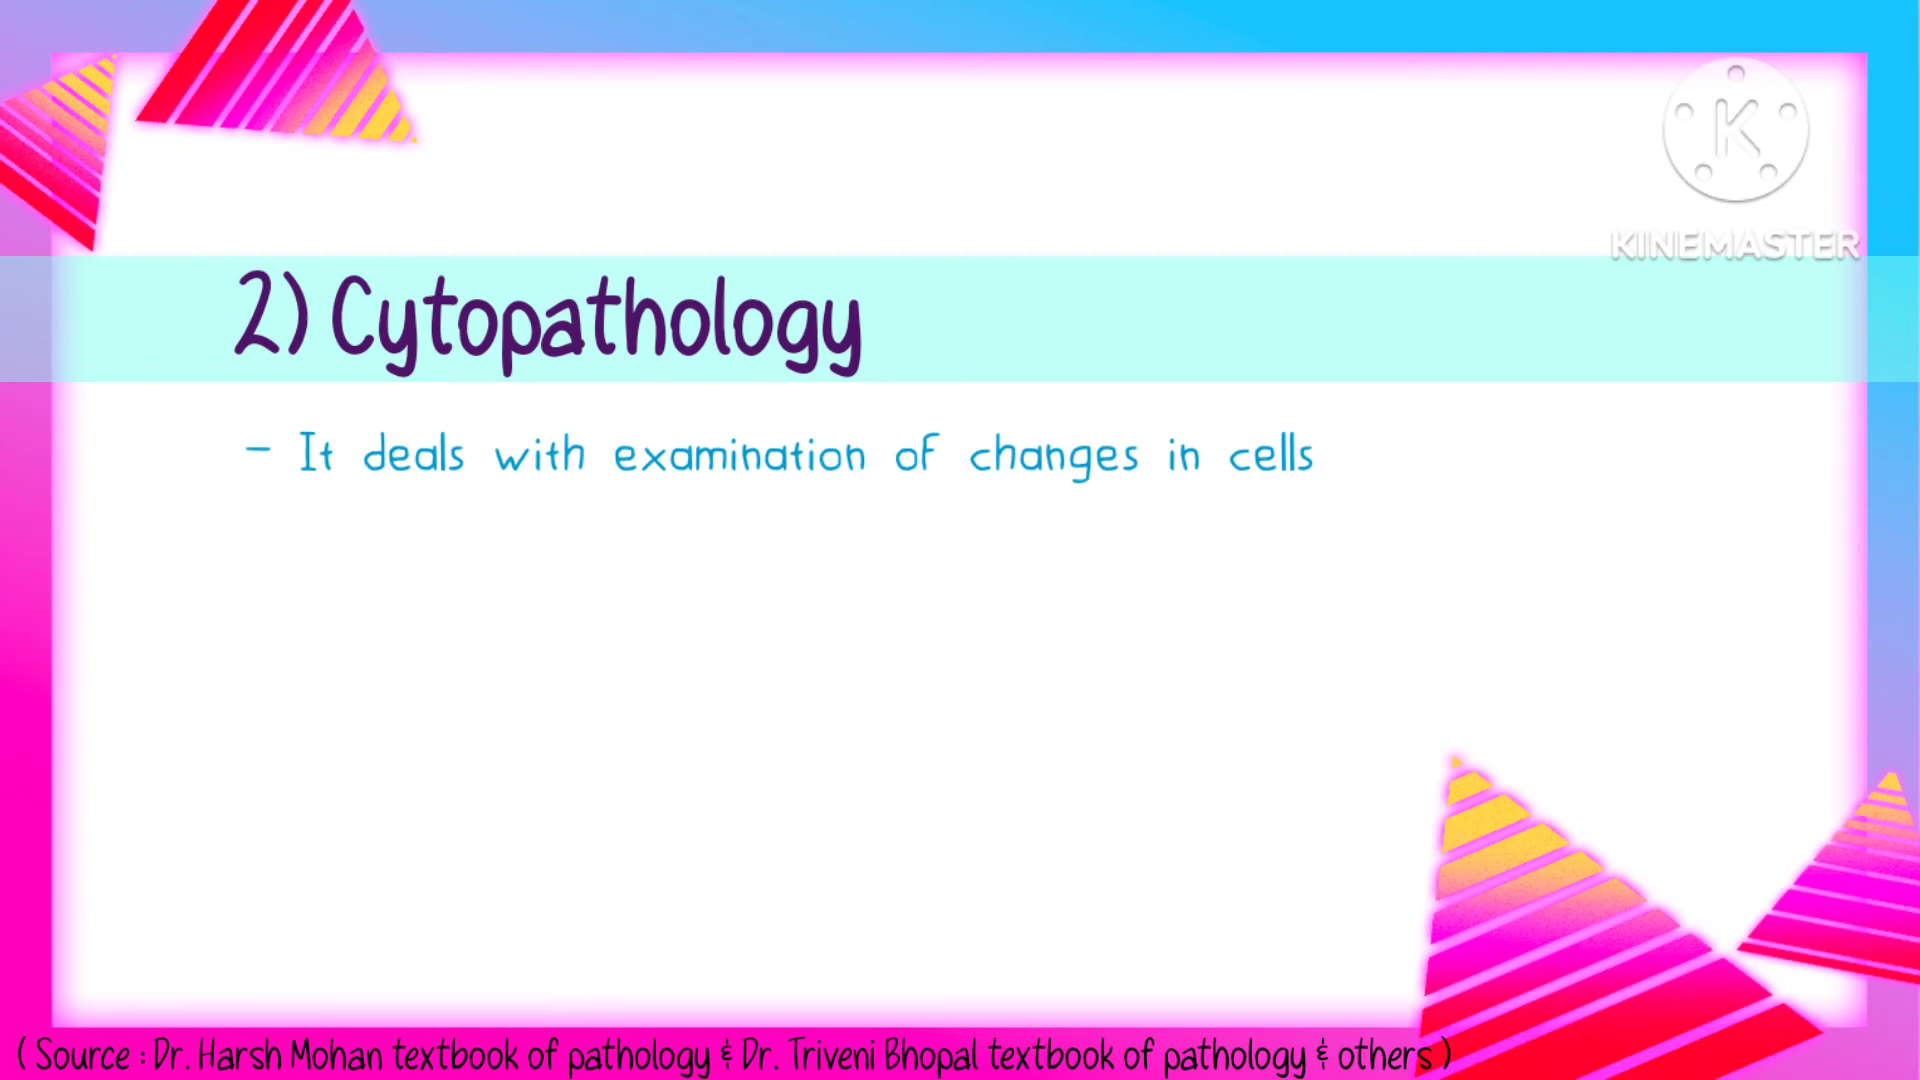 K
KINEMASTER
2) Cytopathology
- It deals with examination of changes in cells
( Source : Dr. Harsh Mohan textbook of pathology & Dr. Triveni Bhopal textbook of pathology & others )